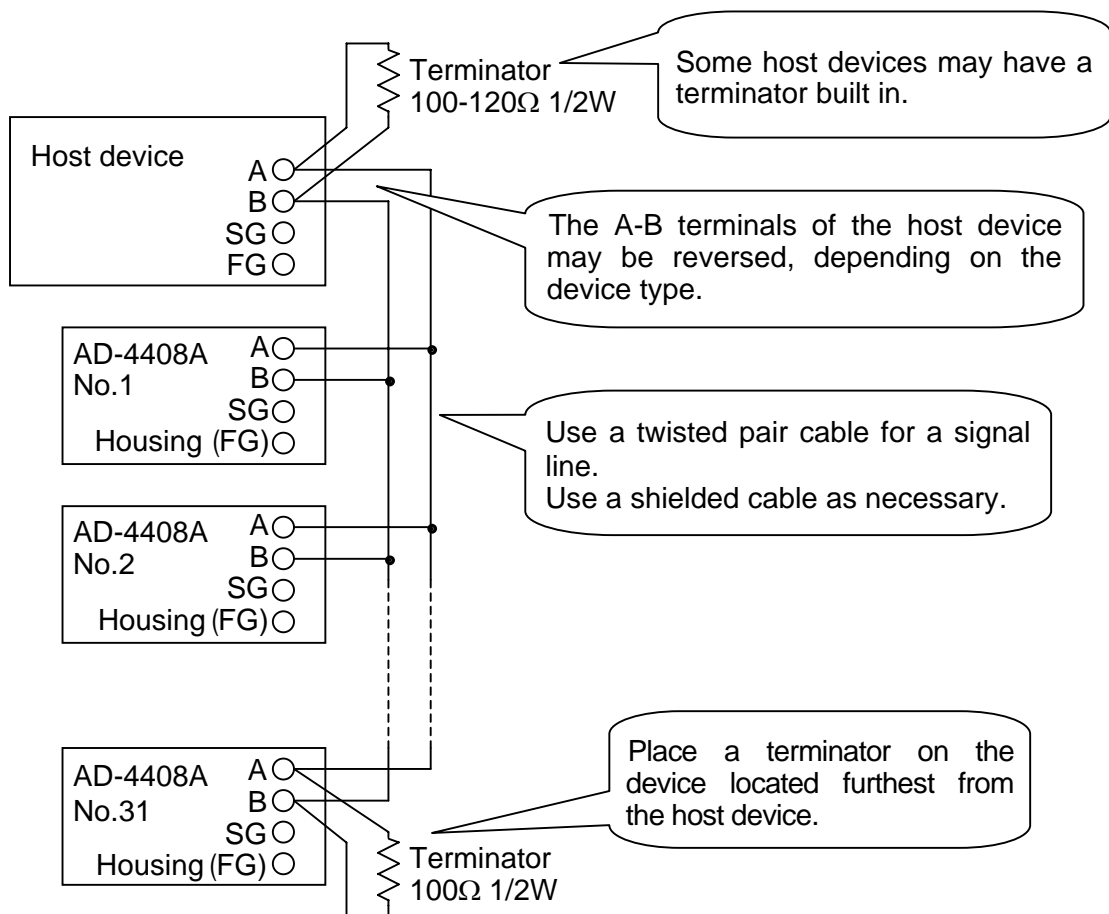 Terminator
100-120Ω 1/2W
Some host devices may have a
terminator built in.
Host device
A
B
SG
FG
The A-B terminals of the host device
may be reversed, depending on the
device type.
AD-4408A
No.1
A
B
SG
Housing (FG)
Use a twisted pair cable for a signal
line.
Use a shielded cable as necessary.
AD-4408A
No.2
A
B
SG
Housing (FG)
Place a terminator on the
device located furthest from
the host device.
AD-4408A
No.31
A
B
SG
Housing (FG)
Terminator
100Ω 1/2W